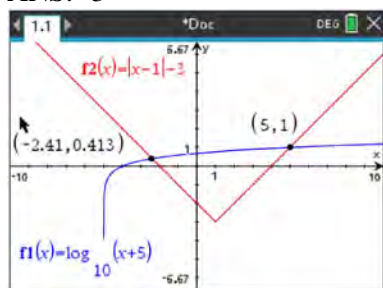 1.1 *Doc DEG
6.67 y
f2(x)=|x-1|-3
(5,1)
(-2.41,0.413)
1
x
-10 1 10
f1(x)=log₁₀(x+5)
-6.67